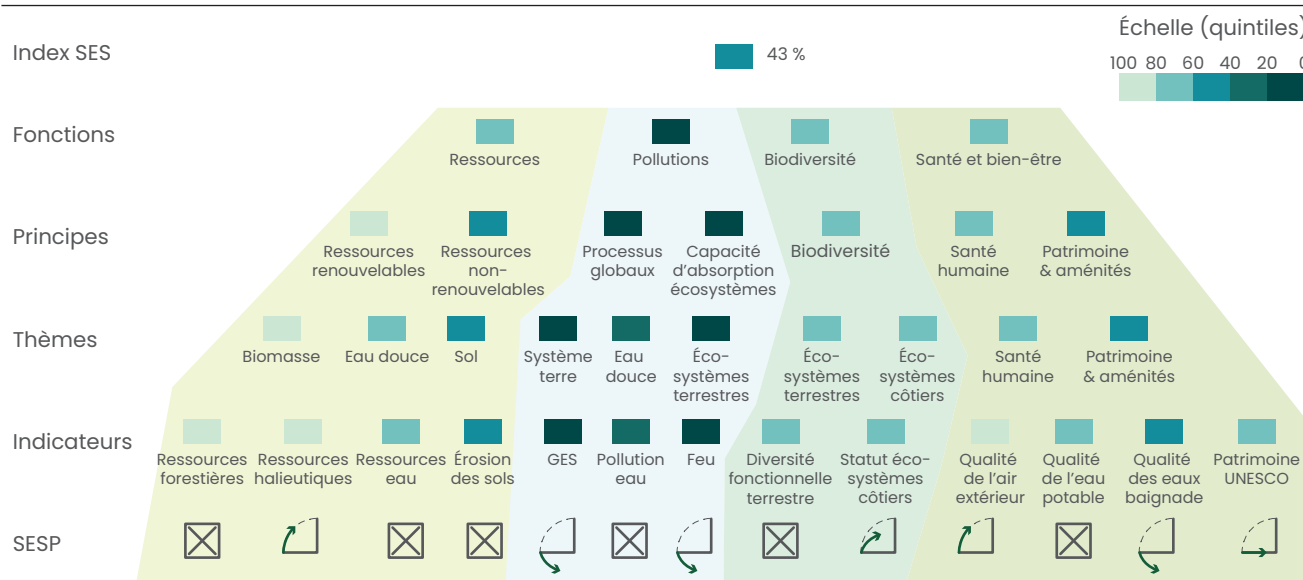 Échelle (quintiles)
Index SES
43 %
100 80 60 40 20 0
Fonctions
Ressources
Pollutions
Biodiversité
Santé et bien-être
Principes
Ressources
renouvelables
Ressources
non-
renouvelables
Processus
globaux
Capacité
d’absorption
écosystèmes
Biodiversité
Santé
humaine
Patrimoine
& aménités
Thèmes
Biomasse
Eau douce
Sol
Système
terre
Eau
douce
Éco-
systèmes
terrestres
Éco-
systèmes
terrestres
Éco-
systèmes
côtiers
Santé
humaine
Patrimoine
& aménités
Indicateurs
Ressources
forestières
Ressources
halieutiques
Ressources
eau
Érosion
des sols
GES
Pollution
eau
Feu
Diversité
fonctionnelle
terrestre
Statut éco-
systèmes
côtiers
Qualité
de l’air
extérieur
Qualité
de l’eau
potable
Qualité
des eaux
baignade
Patrimoine
UNESCO
SESP